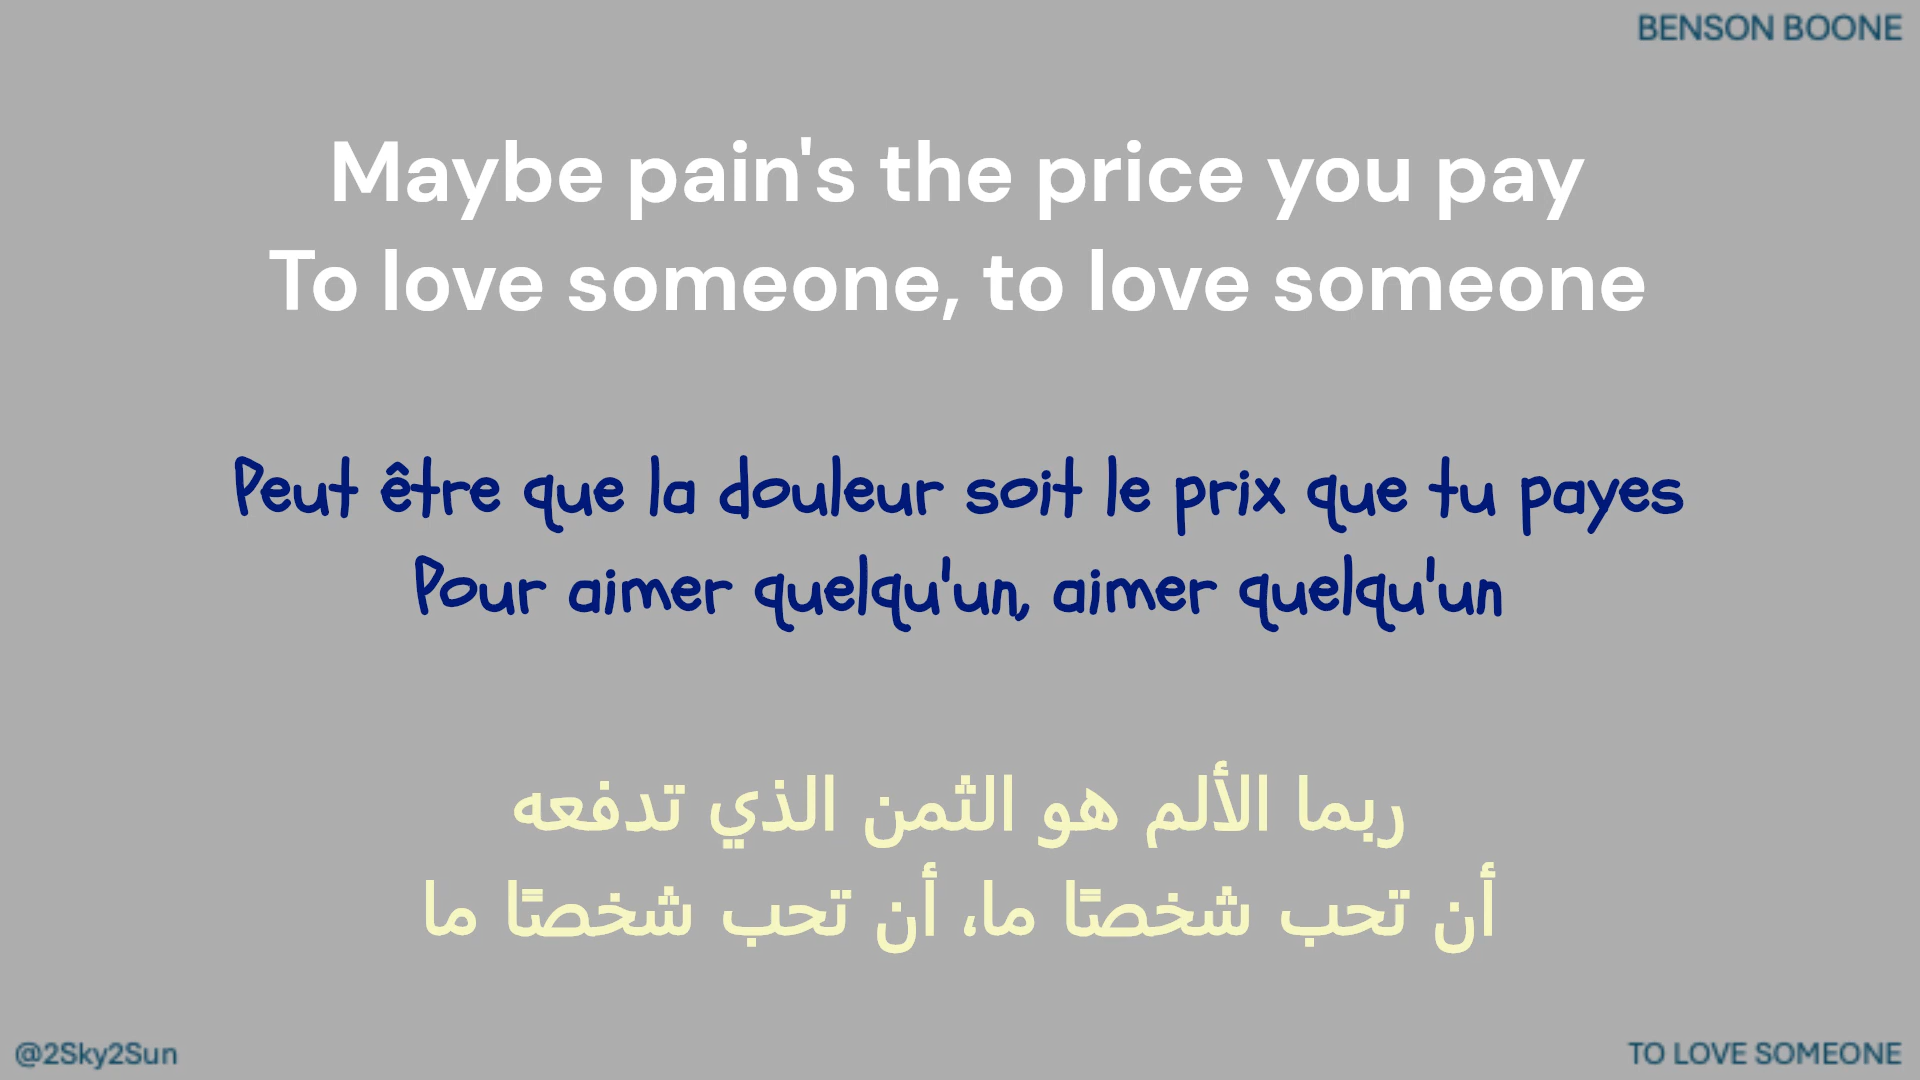 BENSON BOONE
Maybe pain's the price you pay
To love someone, to love someone
Peut être que la douleur soit le prix que tu payes
Pour aimer quelqu'un, aimer quelqu'un
ربما الألم هو الثمن الذي تدفعه
أن تحب شخصًا ما، أن تحب شخصًا ما
@2Sky2Sun
TO LOVE SOMEONE